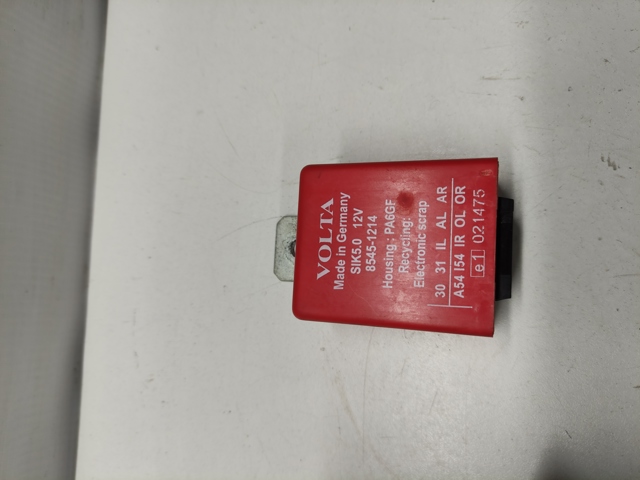 VOLTA
Made in Germany
SIK5.0 12V
8545-1214
Housing: PA6GF
Recycling:
Electronic scrap
30 31 IL AL AR
A54 I54 IR OL OR
e1 021475